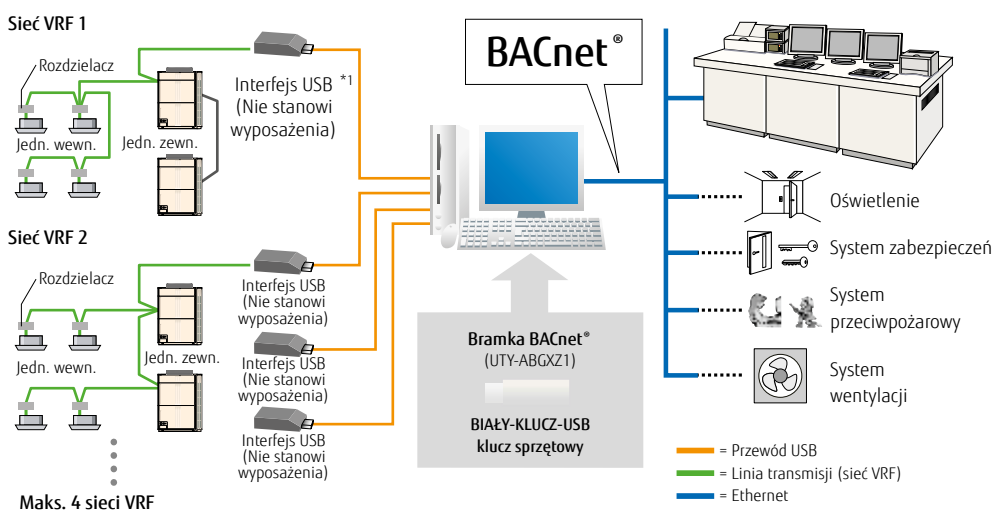 Sieć VRF 1
Rozdzielacz
Jedn. wewn.
Jedn. zewn.
Interfejs USB *1
(Nie stanowi
wyposażenia)
BACnet®
Oświetlenie
System zabezpieczeń
System
przeciwpożarowy
System
wentylacji
Sieć VRF 2
Rozdzielacz
Jedn. wewn.
Jedn. zewn.
Interfejs USB
(Nie stanowi
wyposażenia)
Interfejs USB
(Nie stanowi
wyposażenia)
Interfejs USB
(Nie stanowi
wyposażenia)
Maks. 4 sieci VRF
Bramka BACnet®
(UTY-ABGXZ1)
BIAŁY-KLUCZ-USB
klucz sprzętowy
= Przewód USB
= Linia transmisji (sieć VRF)
= Ethernet